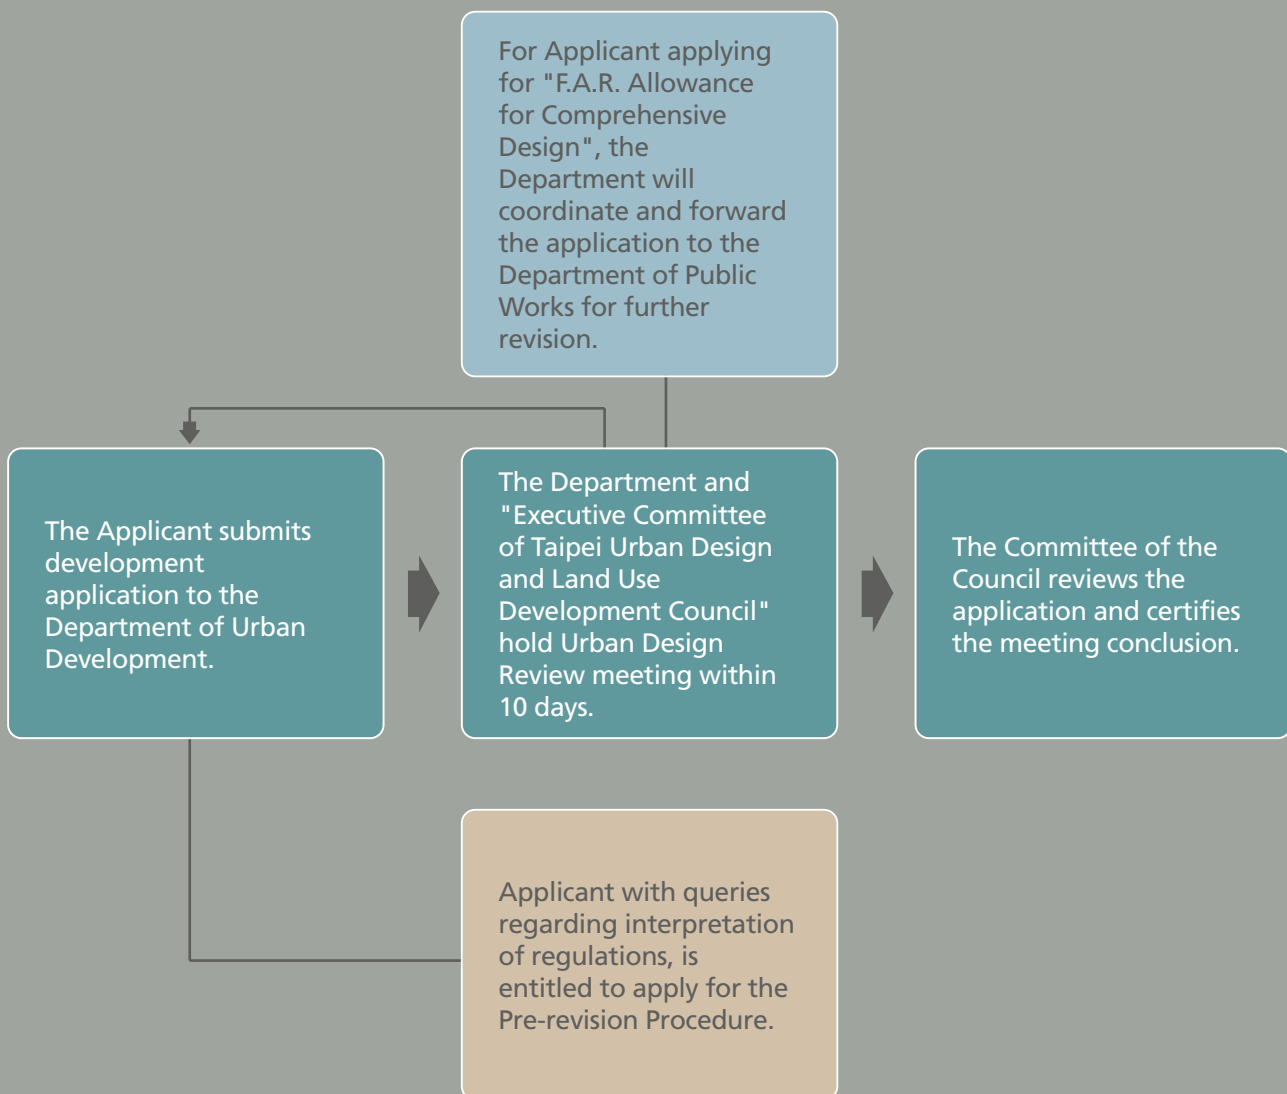 For Applicant applying
for "F.A.R. Allowance
for Comprehensive
Design", the
Department will
coordinate and forward
the application to the
Department of Public
Works for further
revision.
The Applicant submits
development
application to the
Department of Urban
Development.
The Department and
"Executive Committee
of Taipei Urban Design
and Land Use
Development Council"
hold Urban Design
Review meeting within
10 days.
The Committee of the
Council reviews the
application and certifies
the meeting conclusion.
Applicant with queries
regarding interpretation
of regulations, is
entitled to apply for the
Pre-revision Procedure.